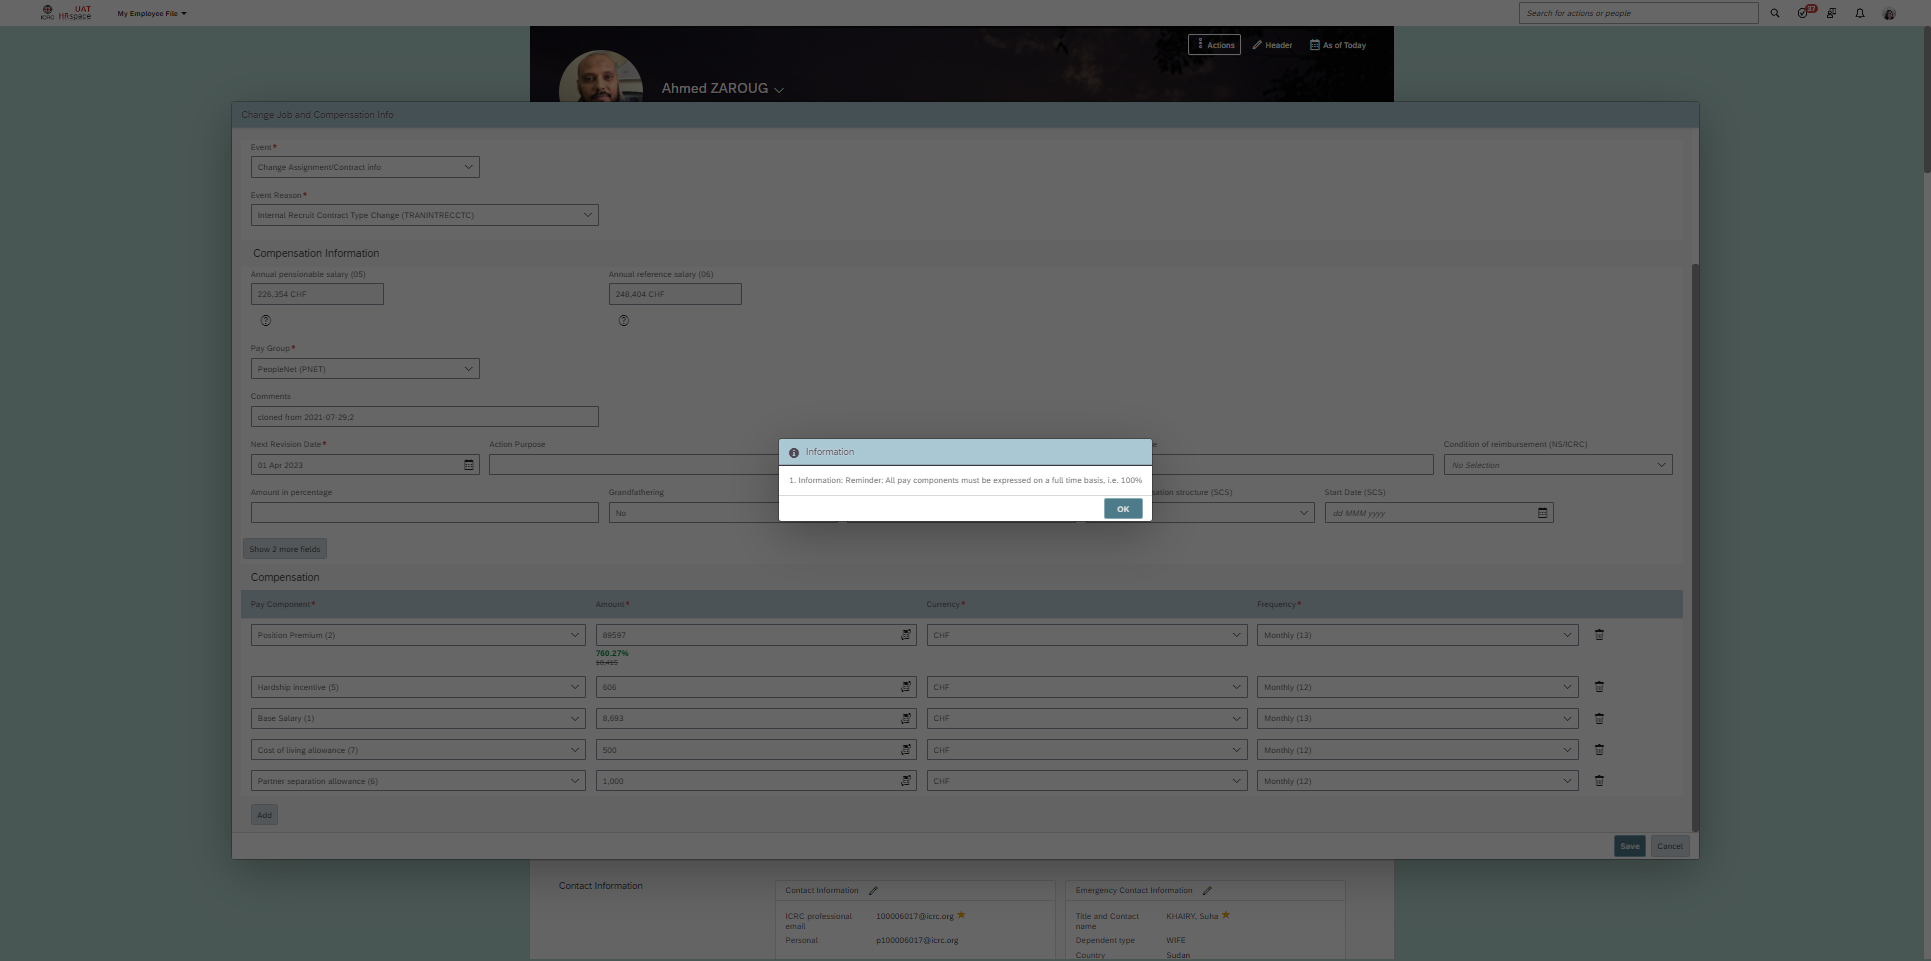 ICRC UAT HRspace
My Employee File
Search for actions or people
37
Actions
Header
As of Today
Ahmed ZAROUG
Change Job and Compensation Info
Event*
Change Assignment/Contract info
Event Reason*
Internal Recruit Contract Type Change (TRANINTRECCTC)
Compensation Information
Annual pensionable salary (05)
Annual reference salary (06)
226,354 CHF
248,404 CHF
Pay Group*
PeopleNet (PNET)
Comments
cloned from 2021-07-29;2
Next Revision Date*
Action Purpose
Condition of reimbursement (NS/ICRC)
01 Apr 2023
No Selection
Amount in percentage
Grandfathering
sation structure (SCS)
Start Date (SCS)
No
dd MMM yyyy
Show 2 more fields
Information
1. Information: Reminder: All pay components must be expressed on a full time basis, i.e. 100%
OK
Compensation
Pay Component* Amount* Currency* Frequency*
Position Premium (2) 89597 CHF Monthly (13)
760.27%
10,415
Hardship incentive (5) 606 CHF Monthly (12)
Base Salary (1) 8,693 CHF Monthly (13)
Cost of living allowance (7) 500 CHF Monthly (12)
Partner separation allowance (6) 1,000 CHF Monthly (12)
Add
Save Cancel
Contact Information
Contact Information
ICRC professional email 100006017@icrc.org
Personal p100006017@icrc.org
Emergency Contact Information
Title and Contact name KHAIRY, Suha
Dependent type WIFE
Country Sudan